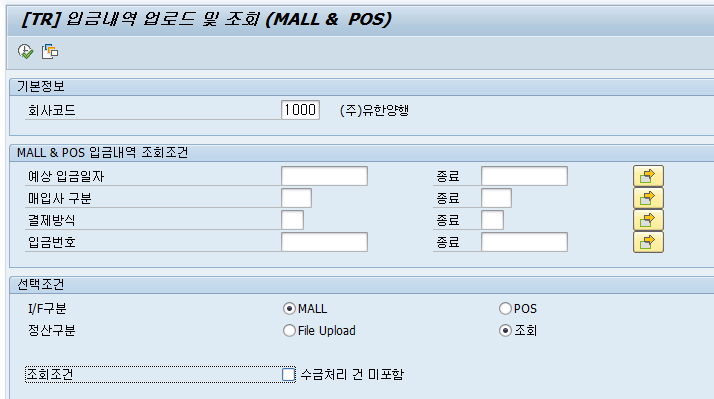 [TR] 입금내역 업로드 및 조회 (MALL & POS)
기본정보
회사코드 1000 (주)유한양행
MALL & POS 입금내역 조회조건
예상 입금일자 종료
매입사 구분 종료
결제방식 종료
입금번호 종료
선택조건
I/F구분 MALL POS
정산구분 File Upload 조회
조회조건 수금처리 건 미포함